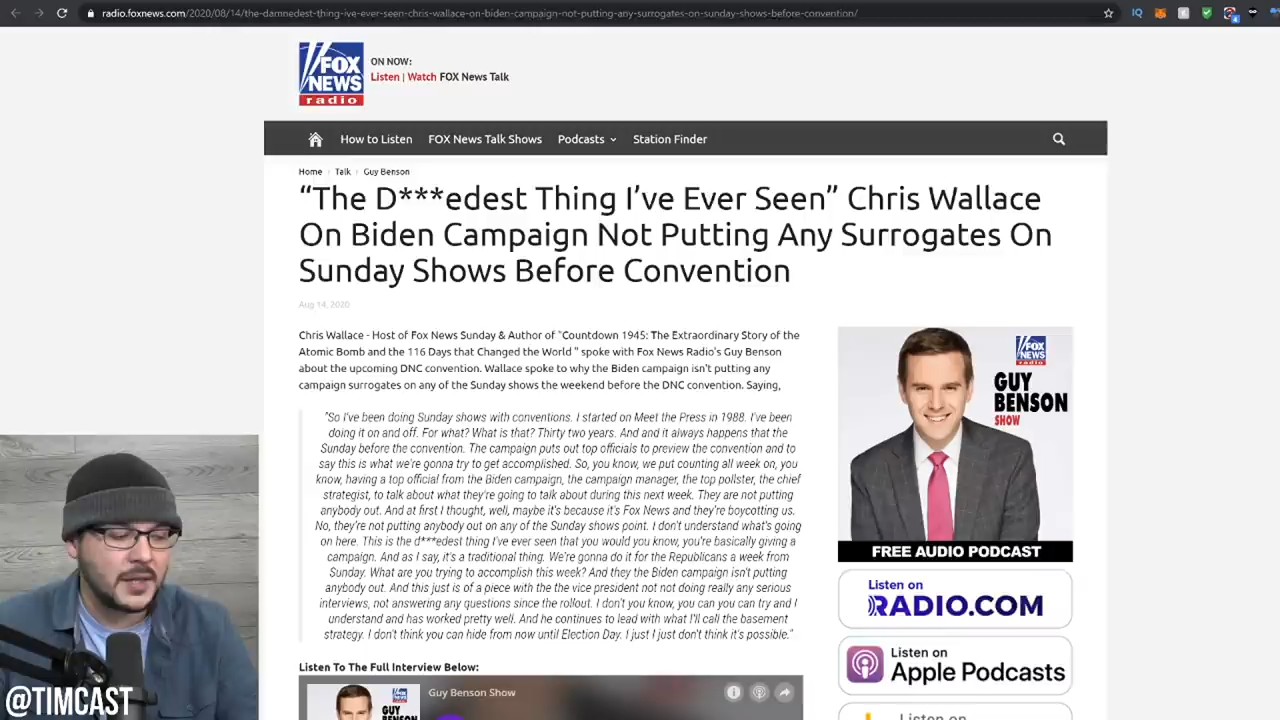 radio.foxnews.com/2020/08/14/the-damnedest-thing-ive-ever-seen-chris-wallace-on-biden-campaign-not-putting-any-surrogates-on-sunday-shows-before-convention/
FOX
NEWS
radio
ON NOW:
Listen | Watch FOX News Talk
How to Listen
FOX News Talk Shows
Podcasts
Station Finder
Home › Talk › Guy Benson
“The D***edest Thing I’ve Ever Seen” Chris Wallace
On Biden Campaign Not Putting Any Surrogates On
Sunday Shows Before Convention
Aug 14, 2020
Chris Wallace - Host of Fox News Sunday & Author of "Countdown 1945: The Extraordinary Story of the
Atomic Bomb and the 116 Days that Changed the World " spoke with Fox News Radio's Guy Benson
about the upcoming DNC convention. Wallace spoke to why the Biden campaign isn't putting any
campaign surrogates on any of the Sunday shows the weekend before the DNC convention. Saying,
"So I've been doing Sunday shows with conventions. I started on Meet the Press in 1988. I've been
doing it on and off. For what? What is that? Thirty two years. And and it always happens that the
Sunday before the convention. The campaign puts out top officials to preview the convention and to
say this is what we're gonna try to get accomplished. So, you know, we put counting all week on, you
know, having a top official from the Biden campaign, the campaign manager, the top pollster, the chief
strategist, to talk about what they're going to talk about during this next week. They are not putting
anybody out. And at first I thought, well, maybe it's because it's Fox News and they're boycotting us.
No, they're not putting anybody out on any of the Sunday shows point. I don't understand what's going
on here. This is the d***edest thing I've ever seen that you would you know, you're basically giving a
campaign. And as I say, it's a traditional thing. We're gonna do it for the Republicans a week from
Sunday. What are you trying to accomplish this week? And they the Biden campaign isn't putting
anybody out. And this just is of a piece with the the vice president not not doing really any serious
interviews, not answering any questions since the rollout. I don't you know, you can you can try and I
understand and has worked pretty well. And he continues to lead with what I'll call the basement
strategy. I don't think you can hide from now until Election Day. I just I just don't think it's possible."
Listen To The Full Interview Below:
Guy Benson Show
FOX
NEWS
radio
GUY
BENSON
SHOW
FREE AUDIO PODCAST
Listen on
RADIO.COM
Listen on
Apple Podcasts
Listen on
FOX
NEWS
GUY
BENSON
@TIMCAST